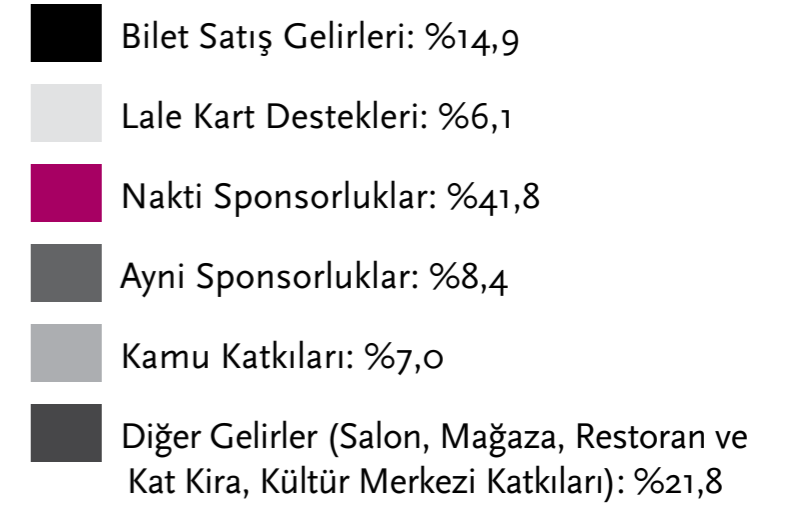 Bilet Satış Gelirleri: %14,9
Lale Kart Destekleri: %6,1
Nakti Sponsorluklar: %41,8
Ayni Sponsorluklar: %8,4
Kamu Katkıları: %7,0
Diğer Gelirler (Salon, Mağaza, Restoran ve
Kat Kira, Kültür Merkezi Katkıları): %21,8